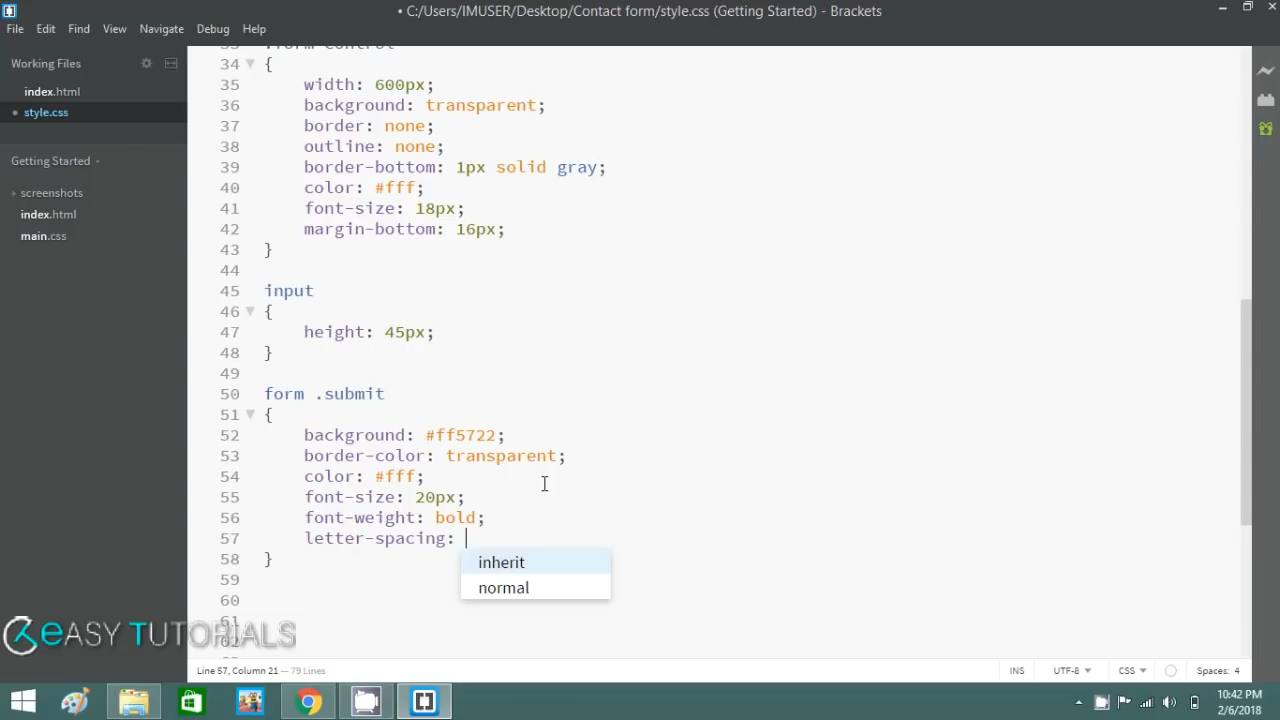 • C:/Users/IMUSER/Desktop/Contact form/style.css (Getting Started) - Brackets
File Edit Find View Navigate Debug Help
Working Files
index.html
• style.css
Getting Started
screenshots
index.html
main.css
34 {
35 width: 600px;
36 background: transparent;
37 border: none;
38 outline: none;
39 border-bottom: 1px solid gray;
40 color: #fff;
41 font-size: 18px;
42 margin-bottom: 16px;
43 }
44
45 input
46 {
47 height: 45px;
48 }
49
50 form .submit
51 {
52 background: #ff5722;
53 border-color: transparent;
54 color: #fff;
55 font-size: 20px;
56 font-weight: bold;
57 letter-spacing:
inherit
58 }
normal
59
60
61
62
eASY TUTORIALS
Line 57, Column 21 — 79 Lines
INS UTF-8 CSS Spaces: 4
10:42 PM
2/6/2018